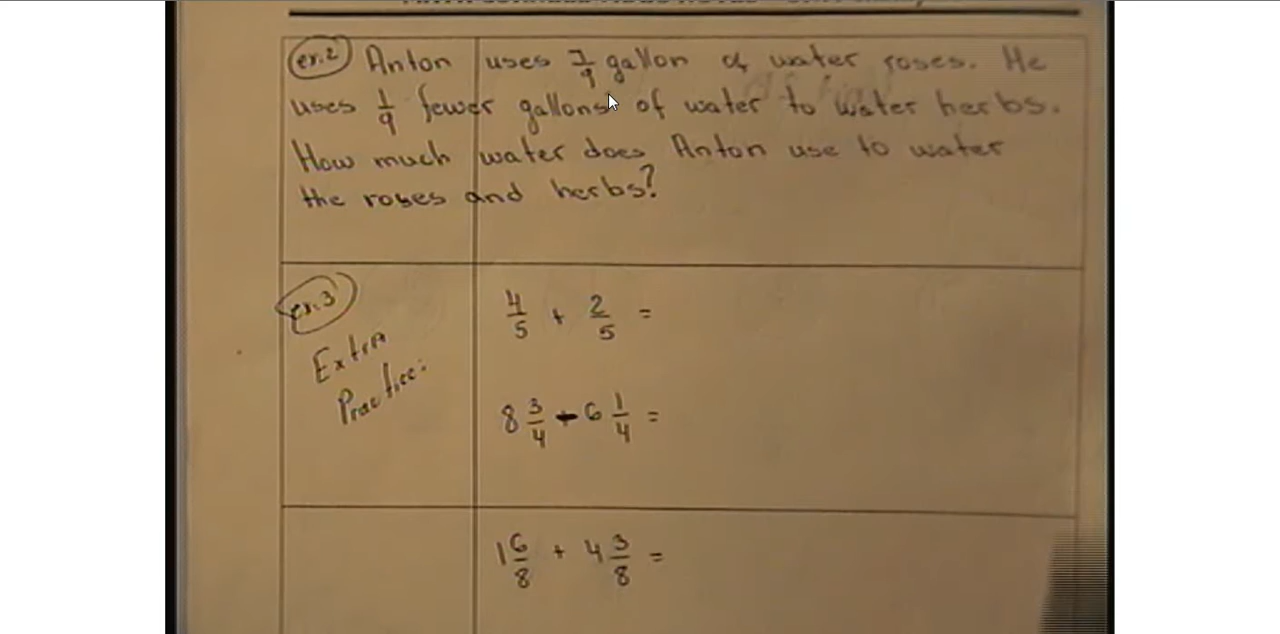 ex.2 Anton uses 7/9 gallon of water roses. He
uses 1/9 fewer gallons of water to water herbs.
How much water does Anton use to water
the roses and herbs?
ex.3
Extra
Practice:
4/5 + 2/5 =
8 3/4 - 6 1/4 =
1 6/8 + 4 3/8 =